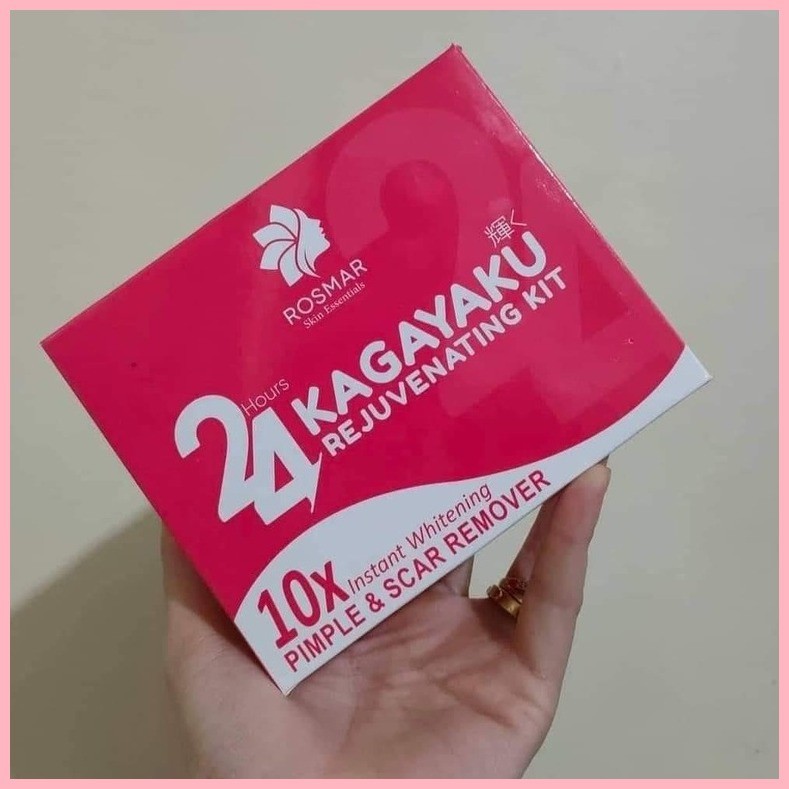 ROSMAR
Skin Essentials
輝く
24 Hours KAGAYAKU
REJUVENATING KIT
10x Instant Whitening
PIMPLE & SCAR REMOVER